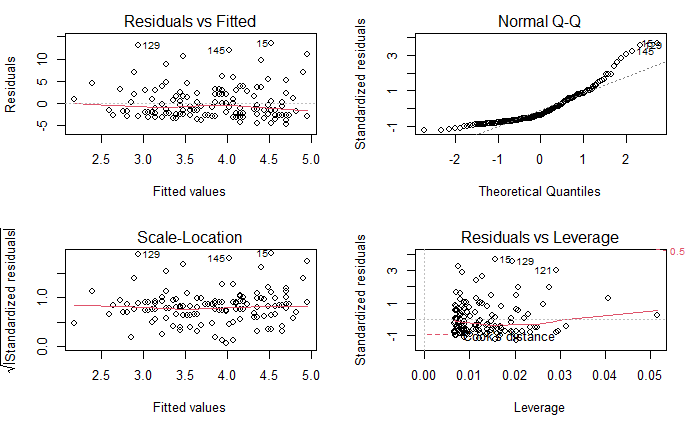 Residuals vs Fitted
Residuals
-5 0 5 15
129
145
15
2.5 3.0 3.5 4.0 4.5 5.0
Fitted values
Normal Q-Q
Standardized residuals
-1 1 3
15
129
145
-2 -1 0 1 2
Theoretical Quantiles
Scale-Location
√|Standardized residuals|
0.0 1.0
129
145
15
2.5 3.0 3.5 4.0 4.5 5.0
Fitted values
Residuals vs Leverage
Standardized residuals
-1 1 3
15
129
121
0.5
distance
0.00 0.01 0.02 0.03 0.04 0.05
Leverage